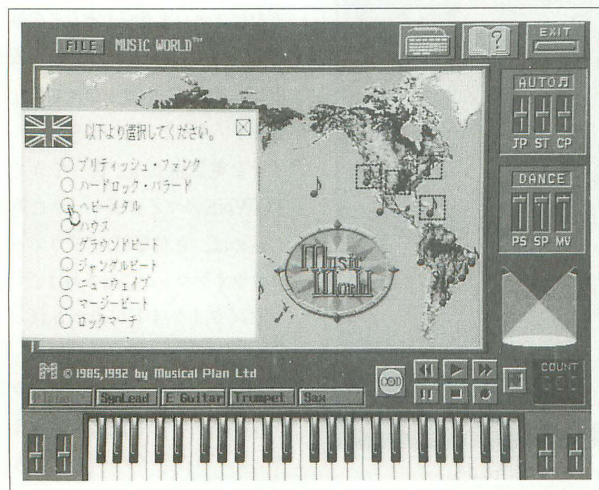 FILE MUSIC WORLD™
EXIT
以下より選択してください。
ブリティッシュ・ファンク
ハードロック・バラード
ヘビーメタル
ハウス
グラウンドビート
ジャングルビート
ニューウェイブ
マージービート
ロックマーチ
AUTO
JP ST CP
DANCE
PS SP MV
Music World
© 1985,1992 by Musical Plan Ltd
COUNT
SynLead E Guitar Trumpet Sax